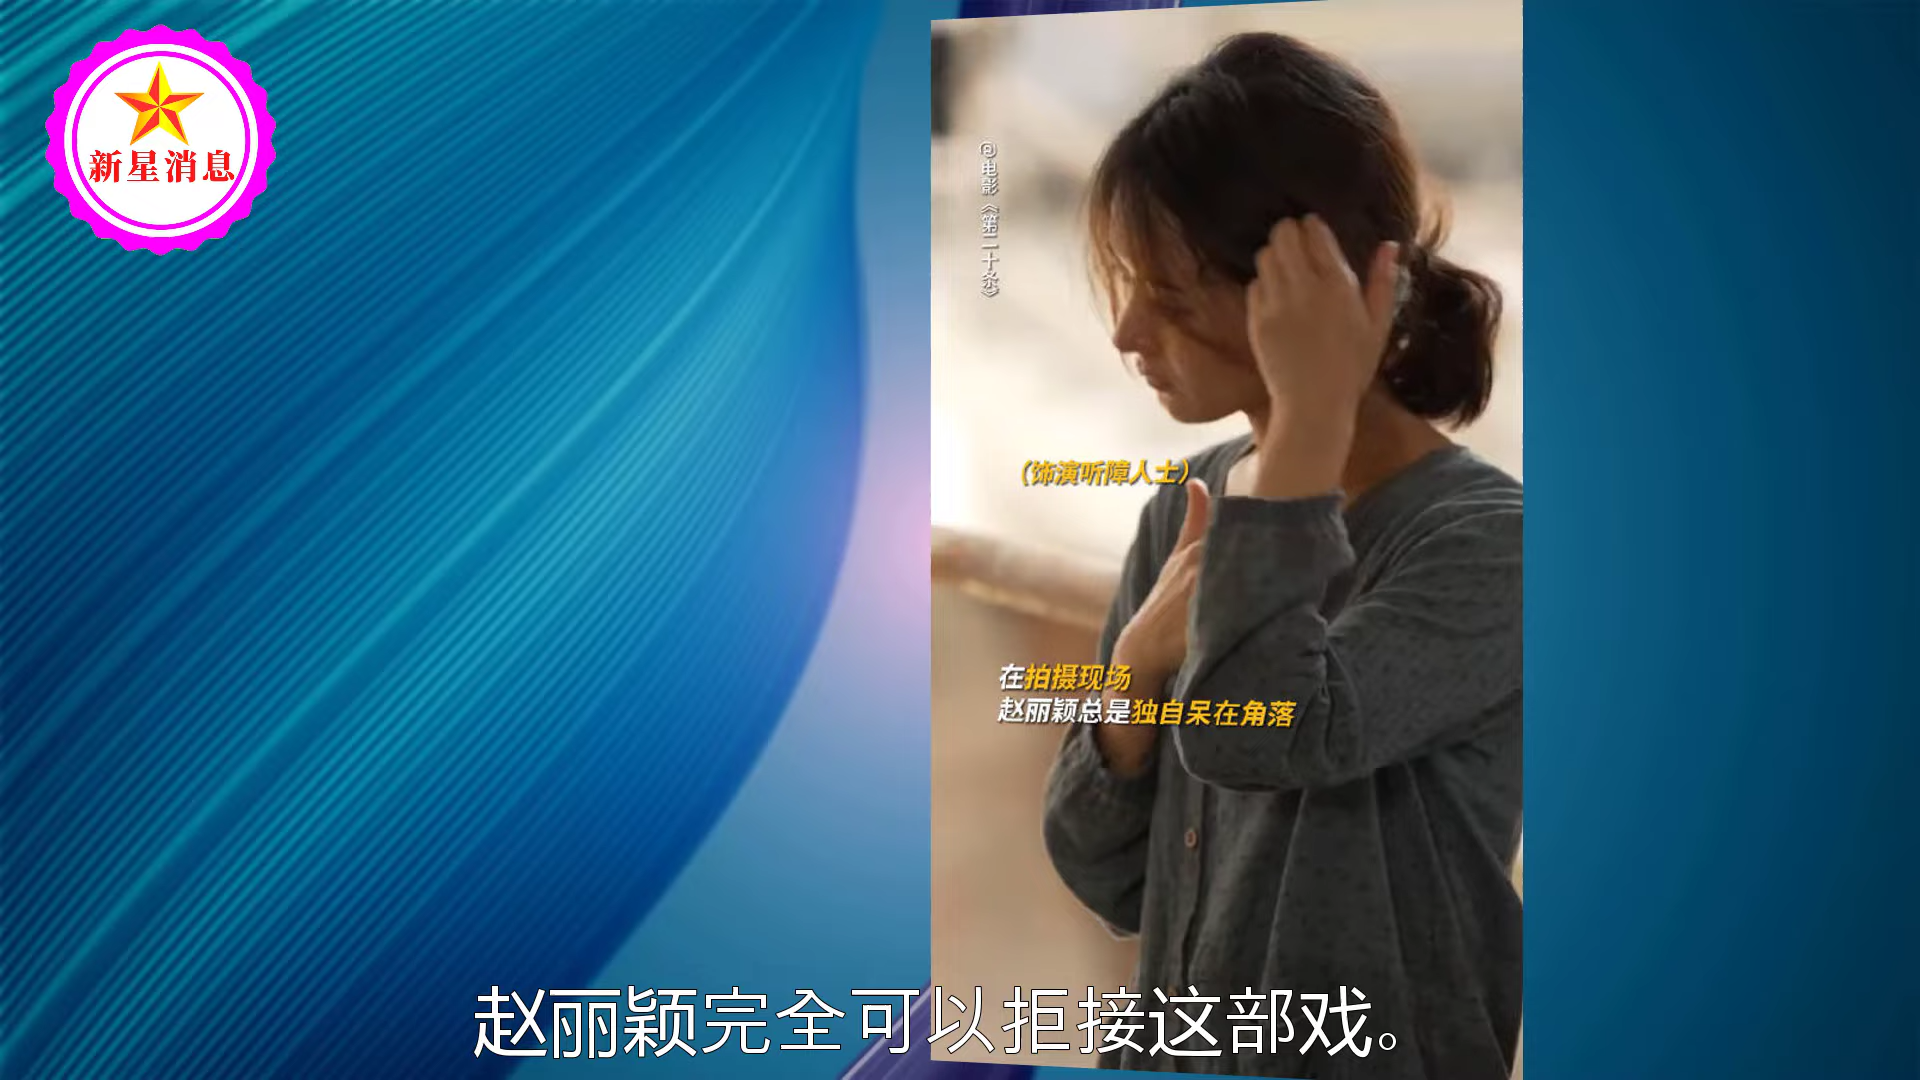 新星消息
@电影《第二十条》
（饰演听障人士）
在拍摄现场
赵丽颖总是独自呆在角落
赵丽颖完全可以拒接这部戏。